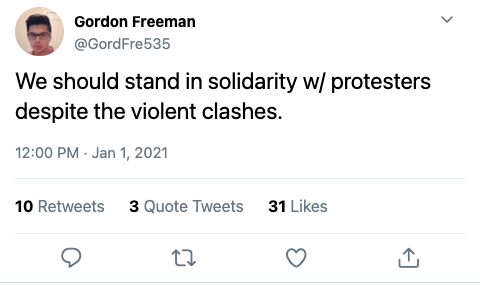 Gordon Freeman
@GordFre535
We should stand in solidarity w/ protesters
despite the violent clashes.
12:00 PM · Jan 1, 2021
10 Retweets 3 Quote Tweets 31 Likes